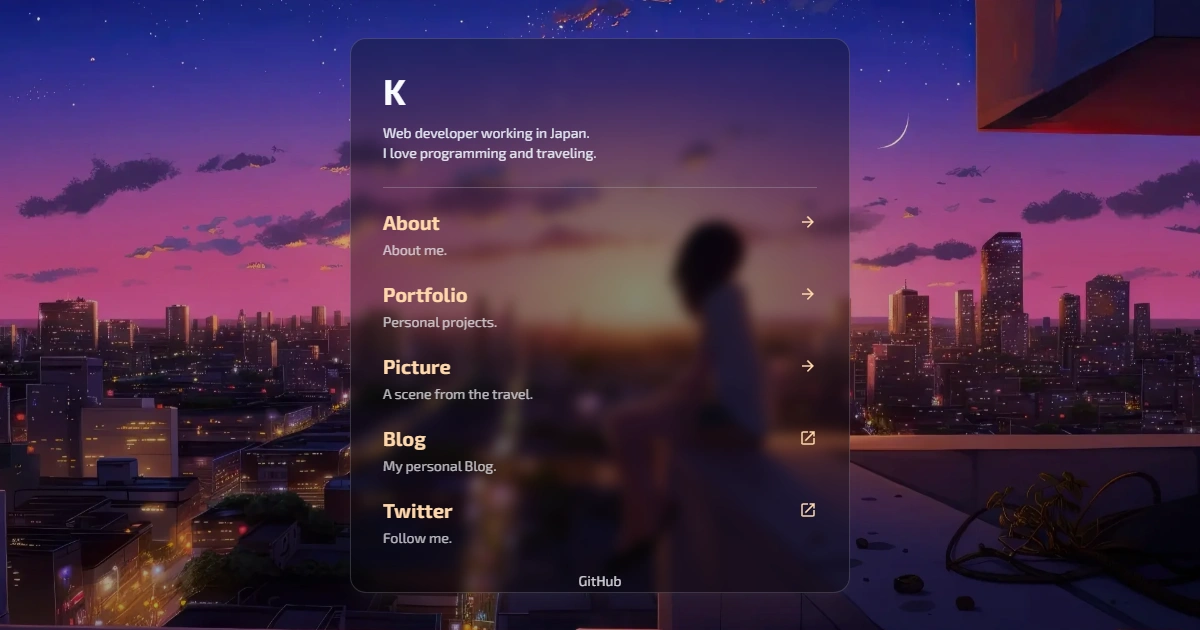 K
Web developer working in Japan.
I love programming and traveling.
About
About me.
Portfolio
Personal projects.
Picture
A scene from the travel.
Blog
My personal Blog.
Twitter
Follow me.
GitHub